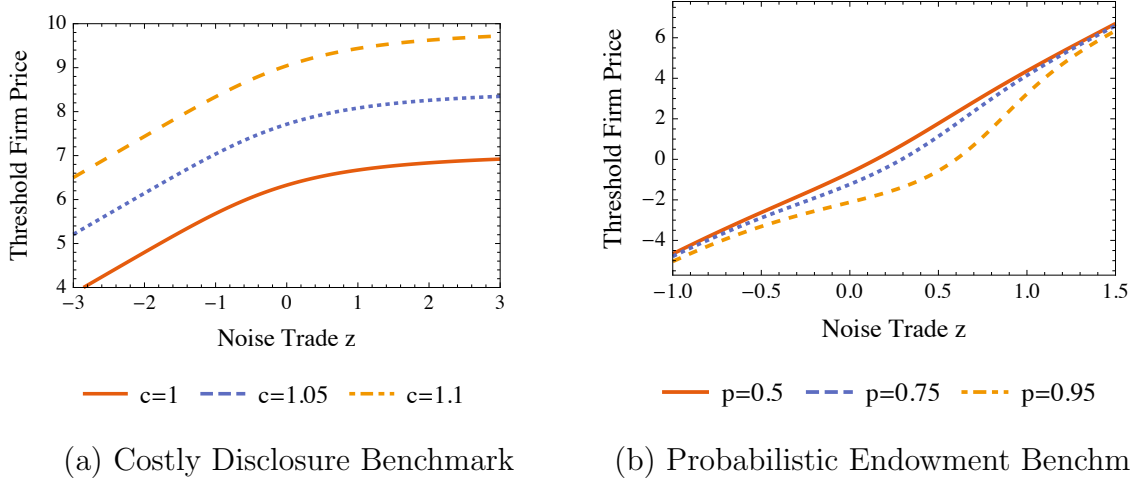 10
9
8
7
6
5
4
Threshold Firm Price
−3 −2 −1 0 1 2 3
Noise Trade z
c=1 c=1.05 c=1.1
(a) Costly Disclosure Benchmark
6
4
2
0
−2
−4
Threshold Firm Price
−1.0 −0.5 0.0 0.5 1.0 1.5
Noise Trade z
p=0.5 p=0.75 p=0.95
(b) Probabilistic Endowment Benchm